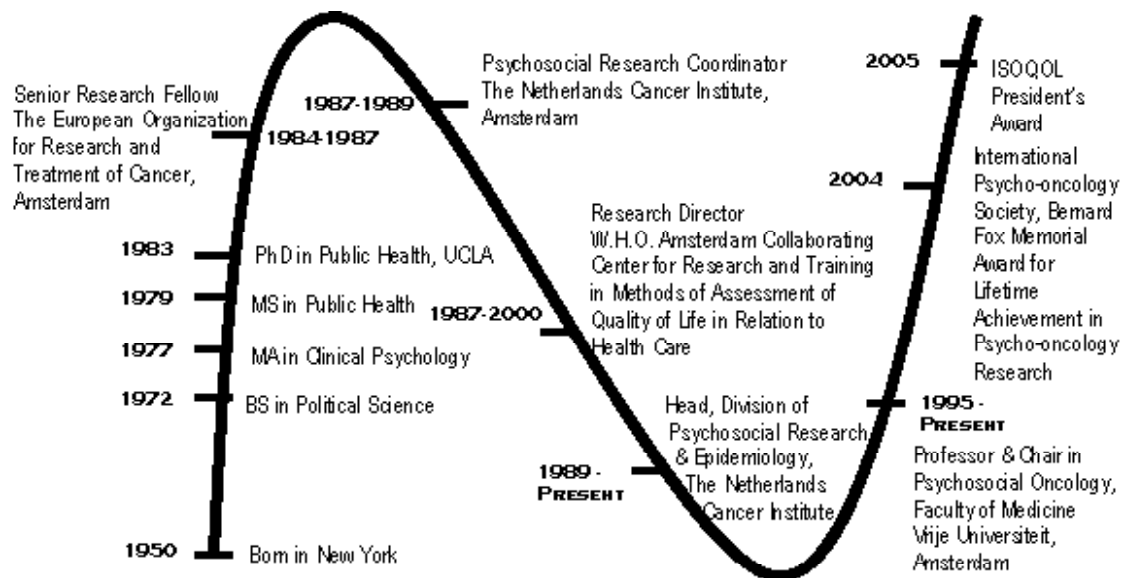 1950
Born in New York
1972
BS in Political Science
1977
MA in Clinical Psychology
1979
MS in Public Health
1983
PhD in Public Health, UCLA
Senior Research Fellow
The European Organization
for Research and
Treatment of Cancer,
Amsterdam
1984-1987
1987-1989
Psychosocial Research Coordinator
The Netherlands Cancer Institute,
Amsterdam
1987-2000
Research Director
W.H.O. Amsterdam Collaborating
Center for Research and Training
in Methods of Assessment of
Quality of Life in Relation to
Health Care
1989 -
PRESENT
Head, Division of
Psychosocial Research
& Epidemiology,
The Netherlands
Cancer Institute
1995 -
PRESENT
Professor & Chair in
Psychosocial Oncology,
Faculty of Medicine
Vrije Universiteit,
Amsterdam
2004
International
Psycho-oncology
Society, Bernard
Fox Memorial
Award for
Lifetime
Achievement in
Psycho-oncology
Research
2005
ISOQOL
President's
Award